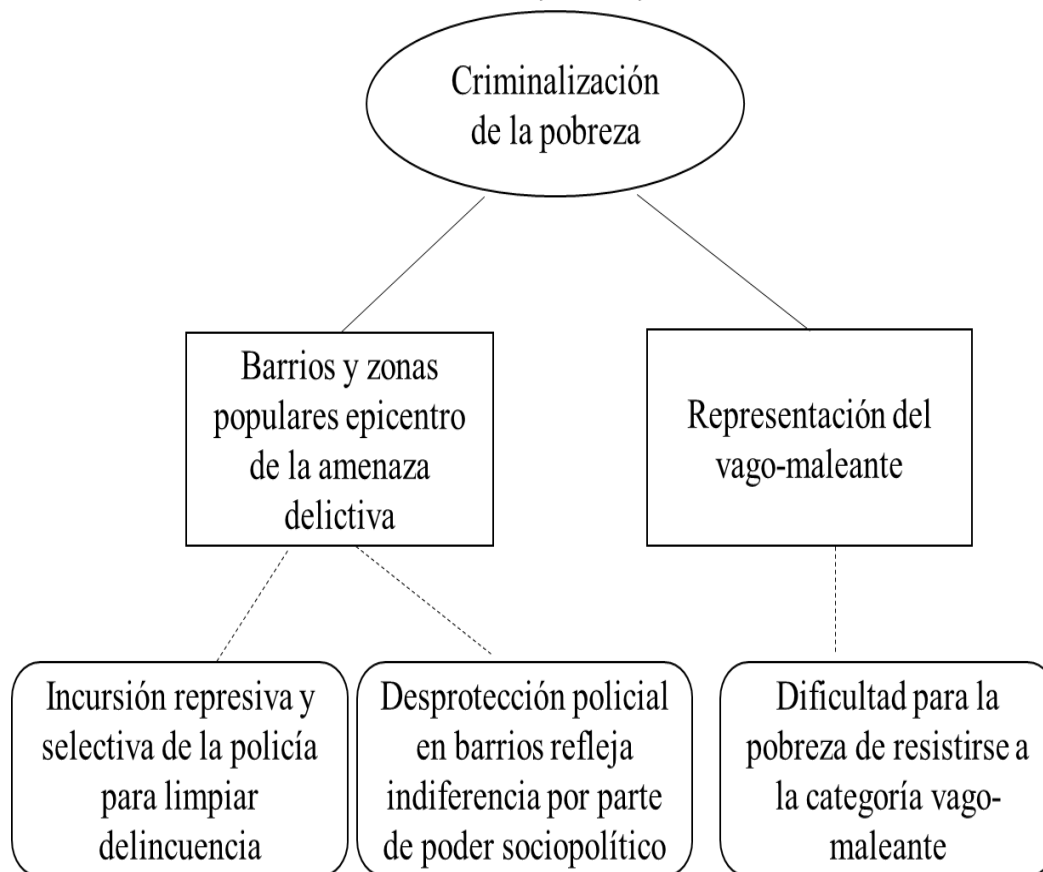 Criminalización
de la pobreza
Barrios y zonas
populares epicentro
de la amenaza
delictiva
Representación del
vago-maleante
Incursión represiva y
selectiva de la policía
para limpiar
delincuencia
Desprotección policial
en barrios refleja
indiferencia por parte
de poder sociopolítico
Dificultad para la
pobreza de resistirse a
la categoría vago-
maleante